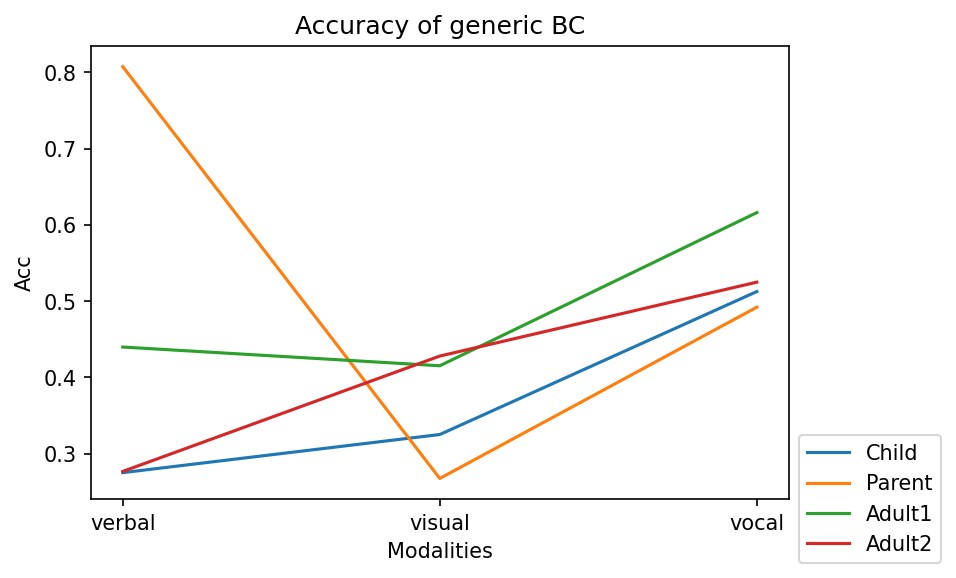 Accuracy of generic BC
Acc
0.8
0.7
0.6
0.5
0.4
0.3
verbal visual vocal
Modalities
Child
Parent
Adult1
Adult2